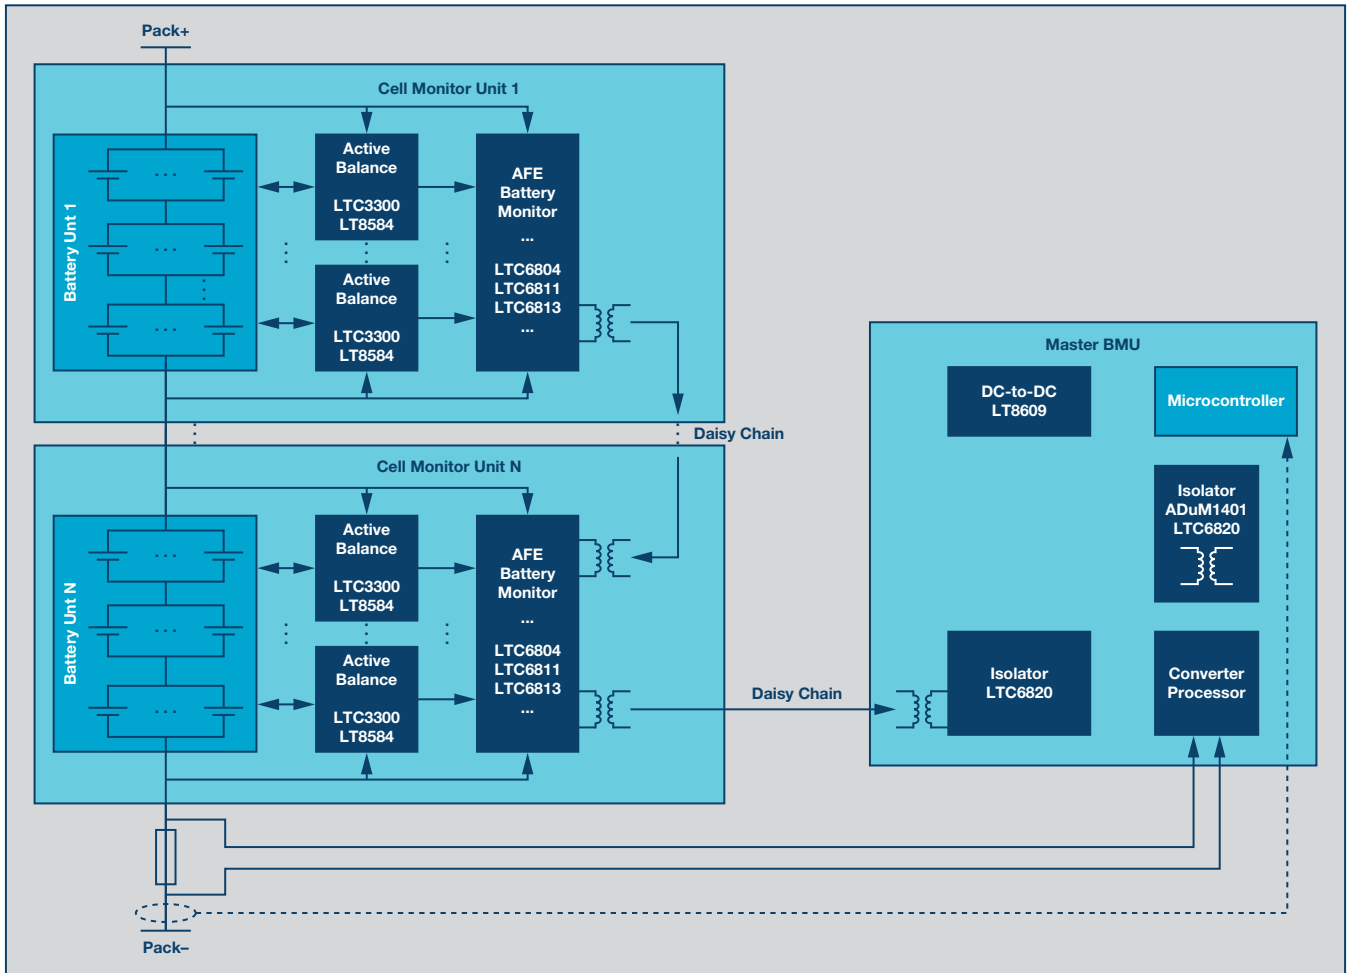 Pack+
Cell Monitor Unit 1
Battery Unt 1
...
...
...
Active
Balance
LTC3300
LT8584
Active
Balance
LTC3300
LT8584
AFE
Battery
Monitor
...
LTC6804
LTC6811
LTC6813
...
Daisy Chain
Cell Monitor Unit N
Battery Unt N
...
...
...
Active
Balance
LTC3300
LT8584
Active
Balance
LTC3300
LT8584
AFE
Battery
Monitor
...
LTC6804
LTC6811
LTC6813
...
Daisy Chain
Master BMU
DC-to-DC
LT8609
Microcontroller
Isolator
ADuM1401
LTC6820
Isolator
LTC6820
Converter
Processor
Pack–